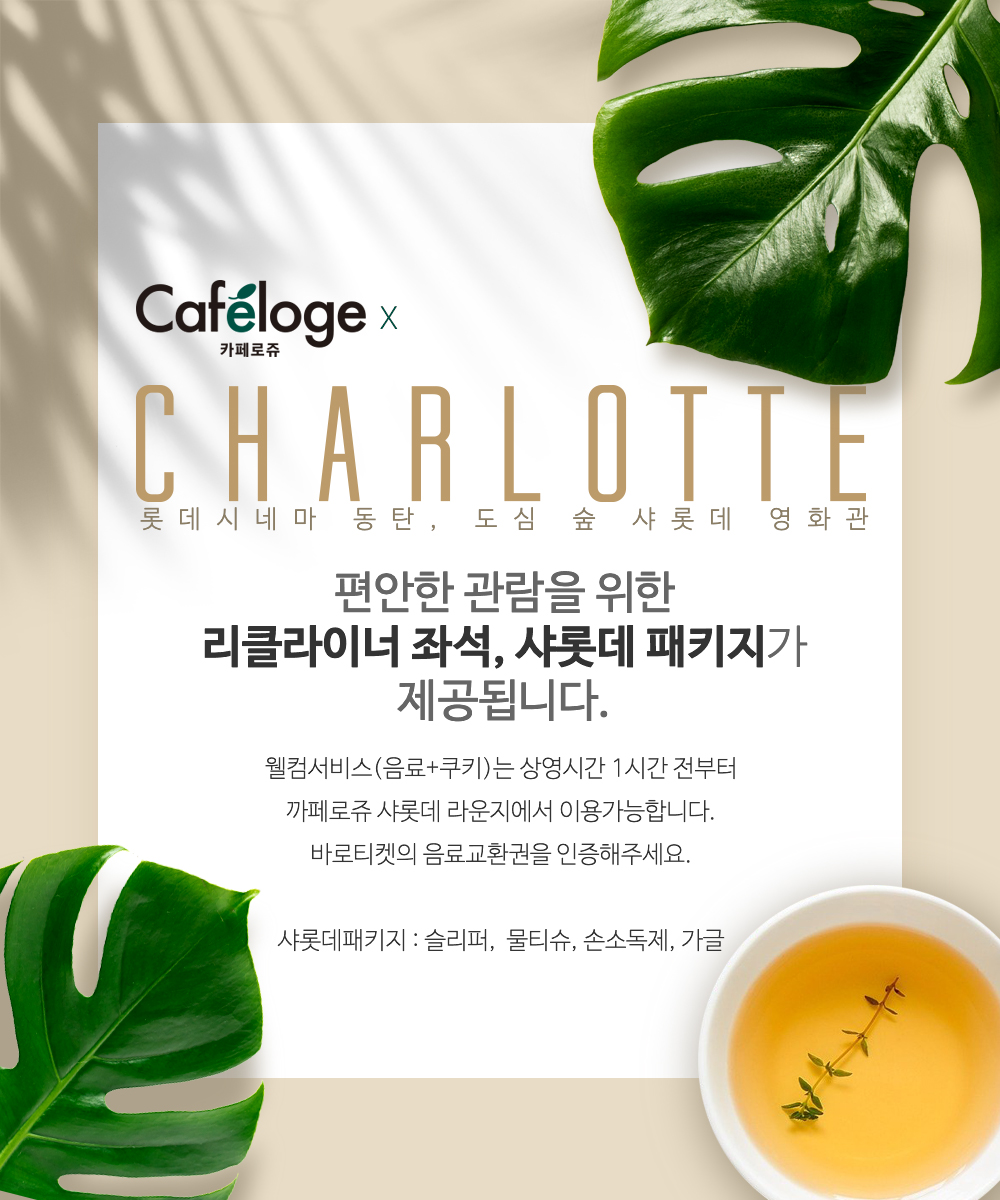 Caféloge X
카페로쥬
CHARLOTTE
롯데시네마 동탄, 도심 숲 샤롯데 영화관
편안한 관람을 위한
리클라이너 좌석, 샤롯데 패키지가
제공됩니다.
웰컴서비스(음료+쿠키)는 상영시간 1시간 전부터
까페로쥬 샤롯데 라운지에서 이용가능합니다.
바로티켓의 음료교환권을 인증해주세요.
샤롯데패키지 : 슬리퍼, 물티슈, 손소독제, 가글